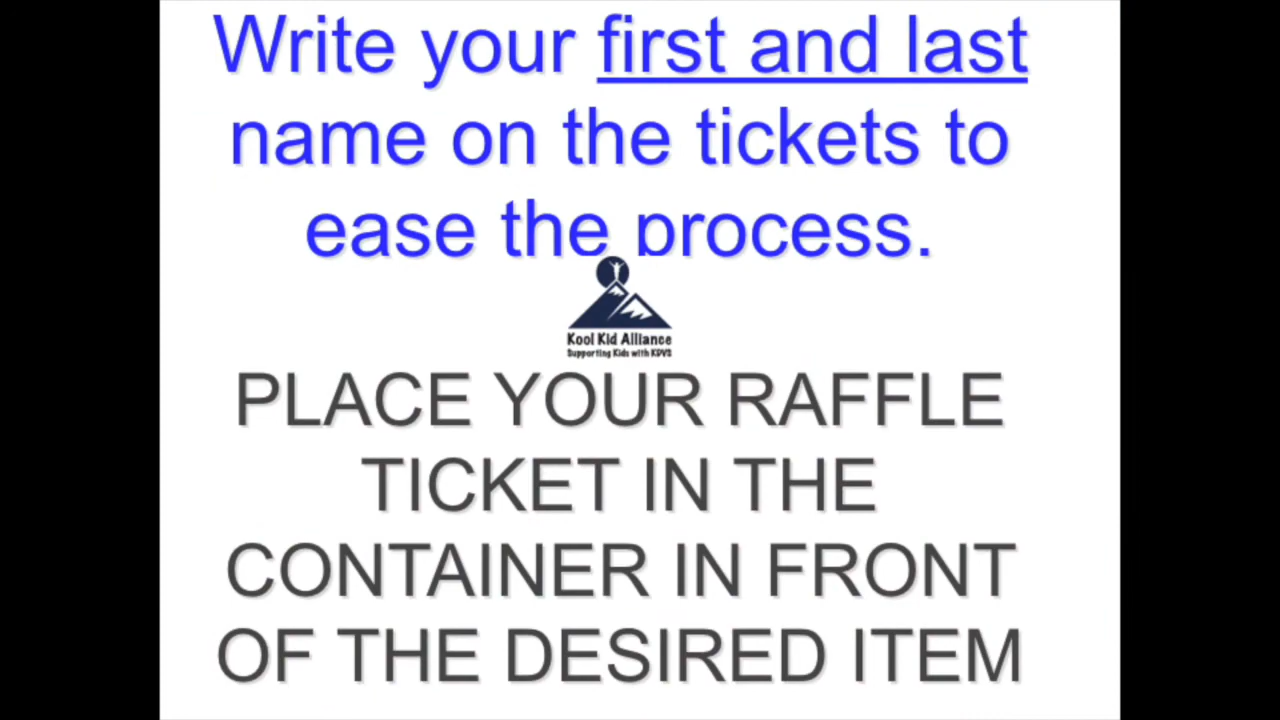 Write your first and last
name on the tickets to
ease the process.
Kool Kid Alliance
Supporting Kids with KDVS
PLACE YOUR RAFFLE
TICKET IN THE
CONTAINER IN FRONT
OF THE DESIRED ITEM